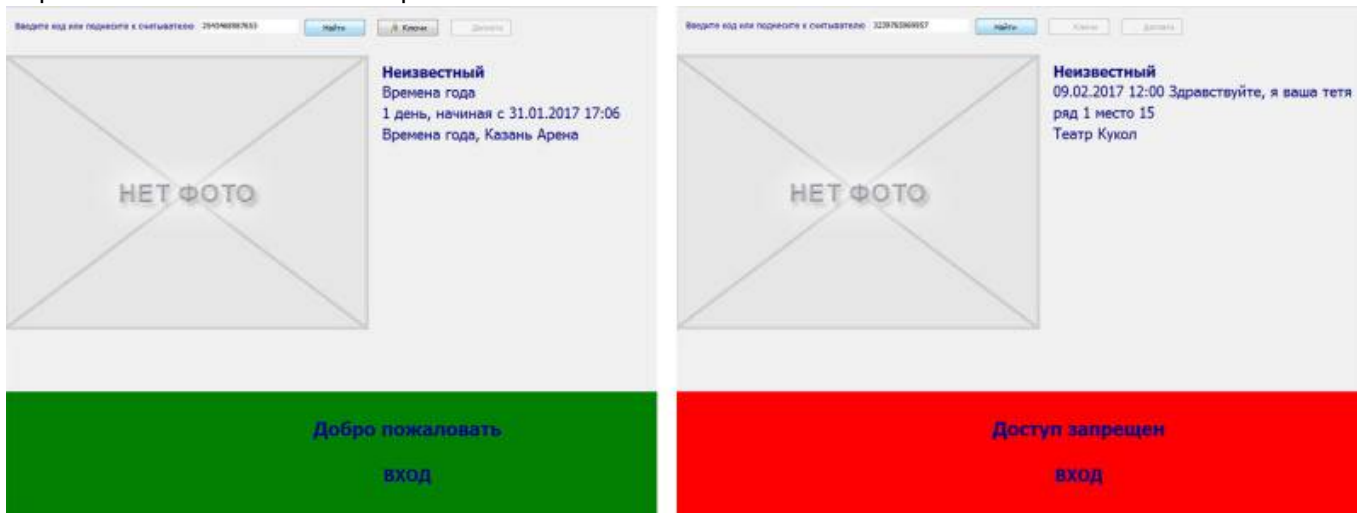 Введите код или поднесите к считывателю
Найти
Ключи
Неизвестный
Времена года
1 день, начиная с 31.01.2017 17:06
Времена года, Казань Арена
НЕТ ФОТО
Добро пожаловать
ВХОД
Введите код или поднесите к считывателю
Найти
Ключи
Неизвестный
09.02.2017 12:00 Здравствуйте, я ваша тетя
ряд 1 место 15
Театр Кукол
НЕТ ФОТО
Доступ запрещен
ВХОД